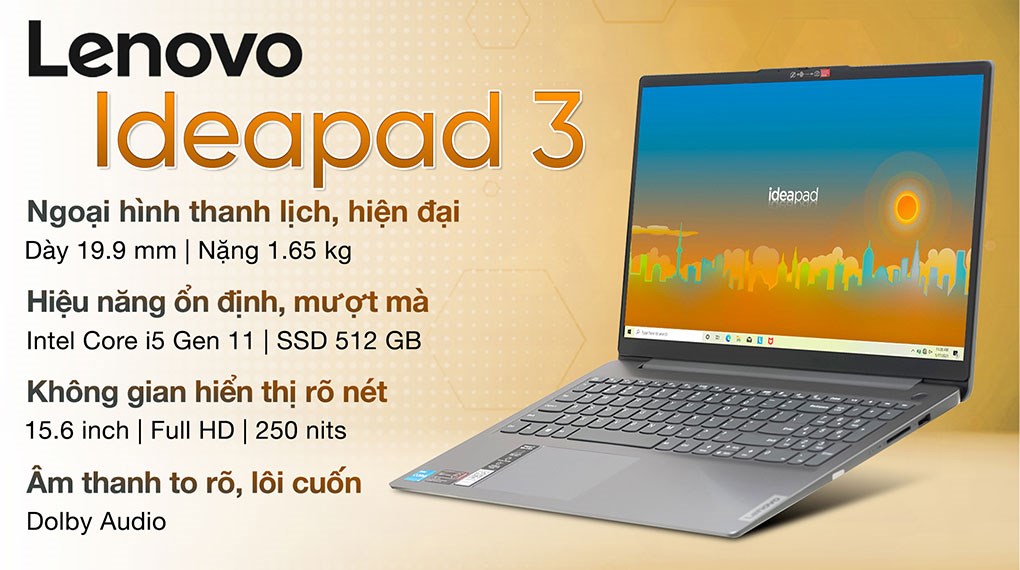 Lenovo
Ideapad 3
Ngoại hình thanh lịch, hiện đại
Dày 19.9 mm | Nặng 1.65 kg
Hiệu năng ổn định, mượt mà
Intel Core i5 Gen 11 | SSD 512 GB
Không gian hiển thị rõ nét
15.6 inch | Full HD | 250 nits
Âm thanh to rõ, lôi cuốn
Dolby Audio
ideapad
Lenovo